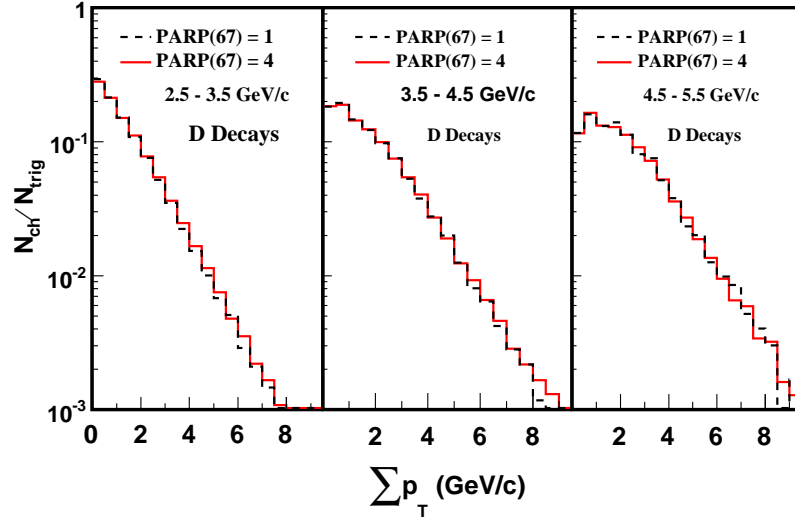 1
10⁻¹
10⁻²
10⁻³
N_ch / N_trig
PARP(67) = 1
PARP(67) = 4
2.5 - 3.5 GeV/c
D Decays
PARP(67) = 1
PARP(67) = 4
3.5 - 4.5 GeV/c
D Decays
PARP(67) = 1
PARP(67) = 4
4.5 - 5.5 GeV/c
D Decays
0 2 4 6 8
2 4 6 8
2 4 6 8
∑ p_T (GeV/c)